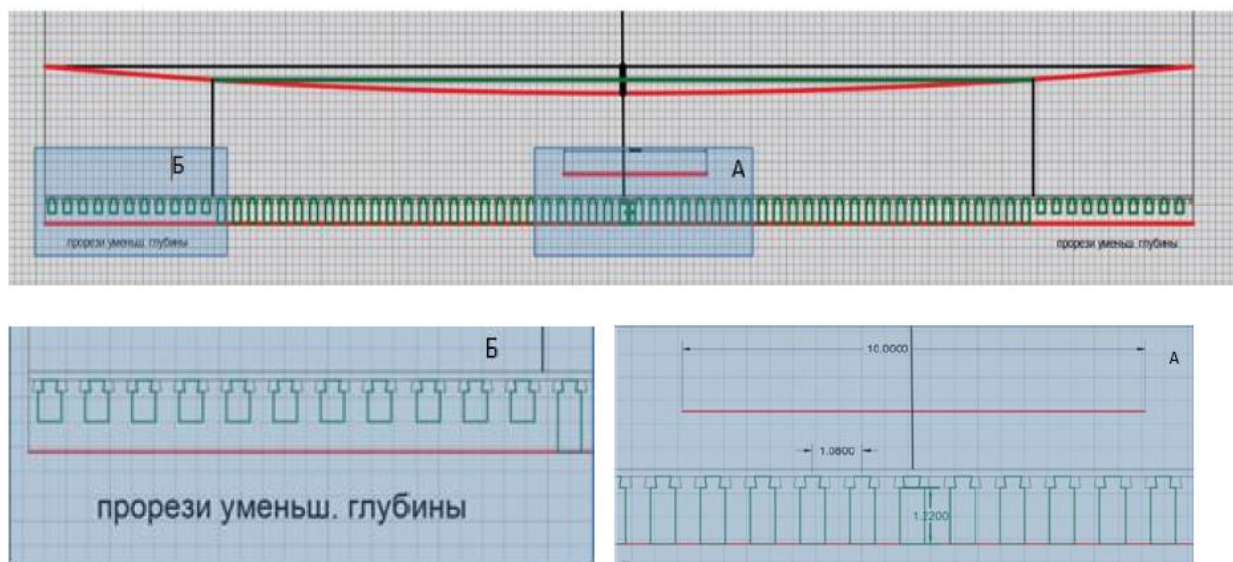 Б
А
прорези уменьш. глубины
прорези уменьш. глубины
Б
прорези уменьш. глубины
10.0000
А
1.0800
1.2200